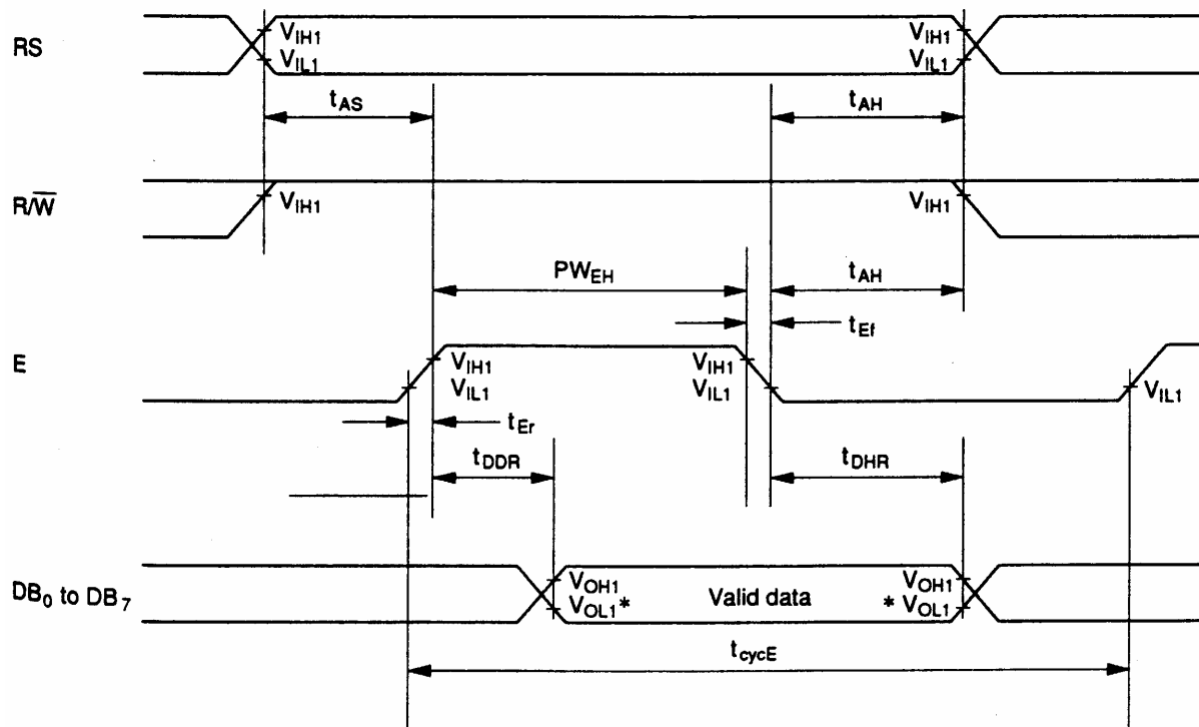 RS
VIH1 VIH1
VIL1 VIL1
tAS tAH
R/W̅
VIH1 VIH1
PWEH tAH
tEf
E
VIH1 VIH1
VIL1 VIL1 VIL1
tEr
tDDR tDHR
DB0 to DB7
VOH1 VOH1
VOL1* Valid data * VOL1
tcycE